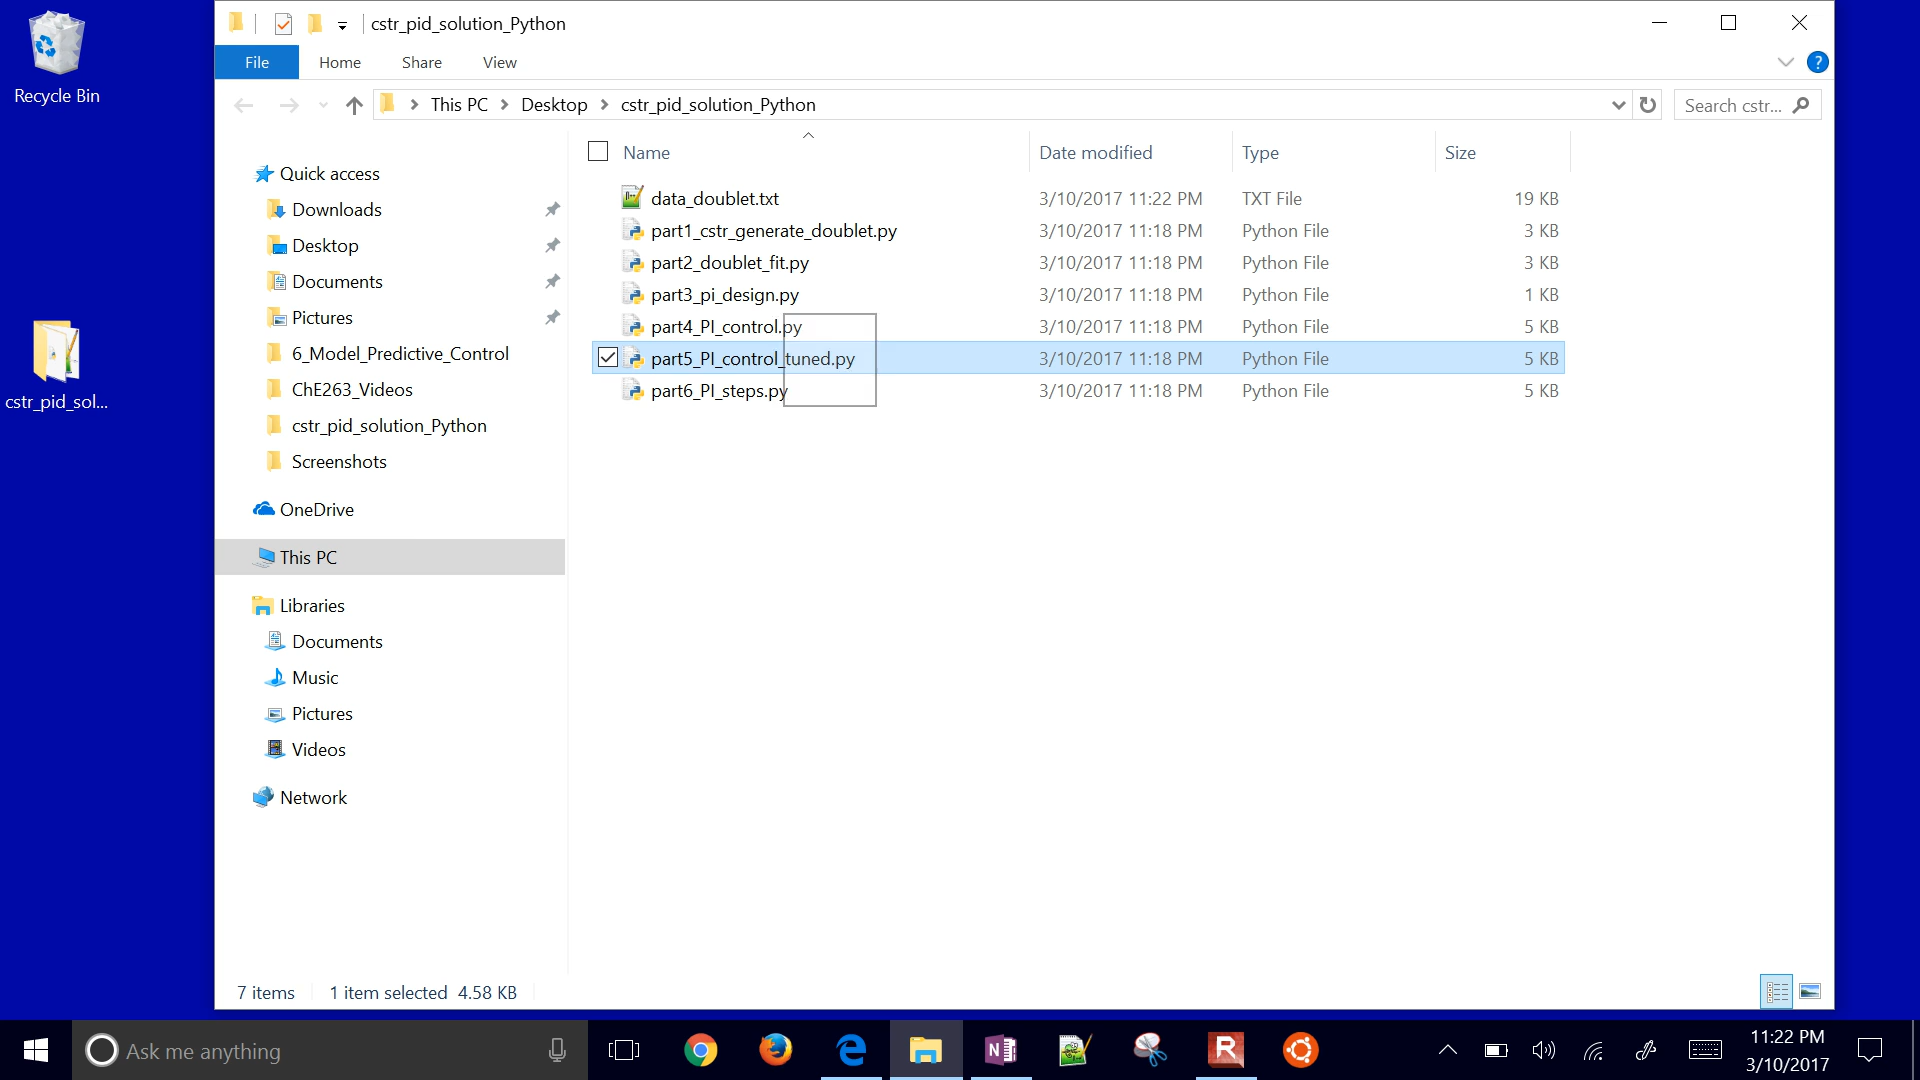 cstr_pid_solution_Python
File Home Share View
This PC Desktop cstr_pid_solution_Python
Search cstr...
Recycle Bin
cstr_pid_sol...
Quick access
Downloads
Desktop
Documents
Pictures
6_Model_Predictive_Control
ChE263_Videos
cstr_pid_solution_Python
Screenshots
OneDrive
This PC
Libraries
Documents
Music
Pictures
Videos
Network
Name Date modified Type Size
data_doublet.txt 3/10/2017 11:22 PM TXT File 19 KB
part1_cstr_generate_doublet.py 3/10/2017 11:18 PM Python File 3 KB
part2_doublet_fit.py 3/10/2017 11:18 PM Python File 3 KB
part3_pi_design.py 3/10/2017 11:18 PM Python File 1 KB
part4_PI_control.py 3/10/2017 11:18 PM Python File 5 KB
part5_PI_control_tuned.py 3/10/2017 11:18 PM Python File 5 KB
part6_PI_steps.py 3/10/2017 11:18 PM Python File 5 KB
7 items 1 item selected 4.58 KB
Ask me anything
11:22 PM
3/10/2017